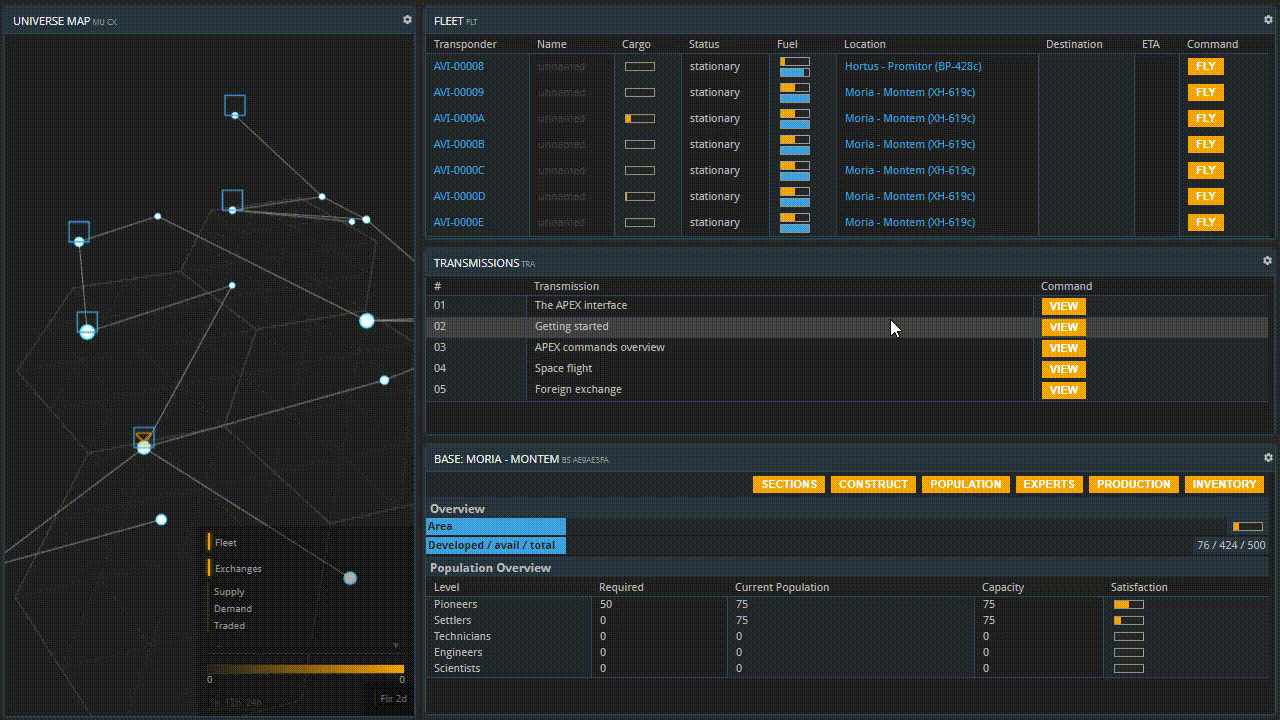 UNIVERSE MAP MU CX
Fleet
Exchanges
Supply
Demand
Traded
--
0 0
1h 12h 24h
Fix 2d
FLEET FLT
Transponder Name Cargo Status Fuel Location Destination ETA Command
AVI-00008 unnamed stationary Hortus - Promitor (BP-428c) FLY
AVI-00009 unnamed stationary Moria - Montem (XH-619c) FLY
AVI-0000A unnamed stationary Moria - Montem (XH-619c) FLY
AVI-0000B unnamed stationary Moria - Montem (XH-619c) FLY
AVI-0000C unnamed stationary Moria - Montem (XH-619c) FLY
AVI-0000D unnamed stationary Moria - Montem (XH-619c) FLY
AVI-0000E unnamed stationary Moria - Montem (XH-619c) FLY
TRANSMISSIONS TRA
# Transmission Command
01 The APEX interface VIEW
02 Getting started VIEW
03 APEX commands overview VIEW
04 Space flight VIEW
05 Foreign exchange VIEW
BASE: MORIA - MONTEM BS AE9AE3FA
SECTIONS CONSTRUCT POPULATION EXPERTS PRODUCTION INVENTORY
Overview
Area
Developed / avail / total 76 / 424 / 500
Population Overview
Level Required Current Population Capacity Satisfaction
Pioneers 50 75 75
Settlers 0 75 75
Technicians 0 0 0
Engineers 0 0 0
Scientists 0 0 0